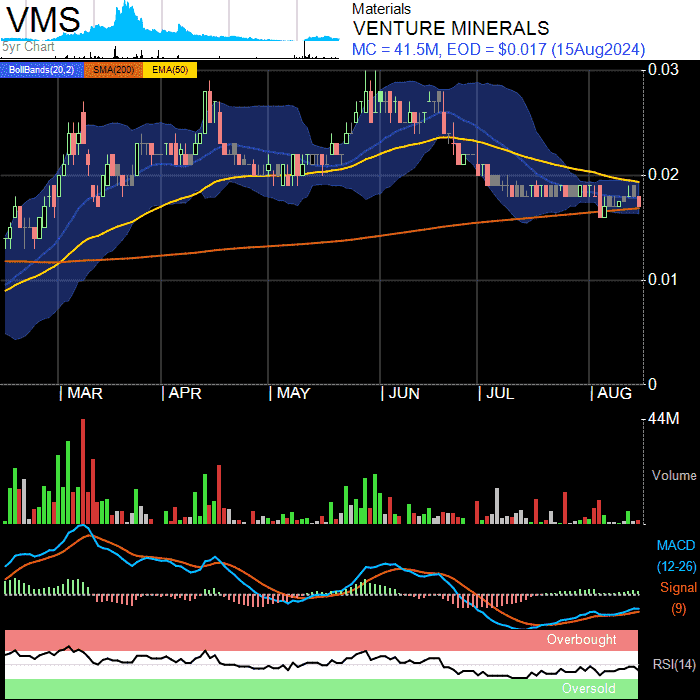 VMS
5yr Chart
Materials
VENTURE MINERALS
MC = 41.5M, EOD = $0.017 (15Aug2024)
BollBands(20,2) SMA(200) EMA(50)
0.03
0.02
0.01
0
MAR APR MAY JUN JUL AUG
44M
Volume
MACD
(12-26)
Signal
(9)
Overbought
RSI(14)
Oversold